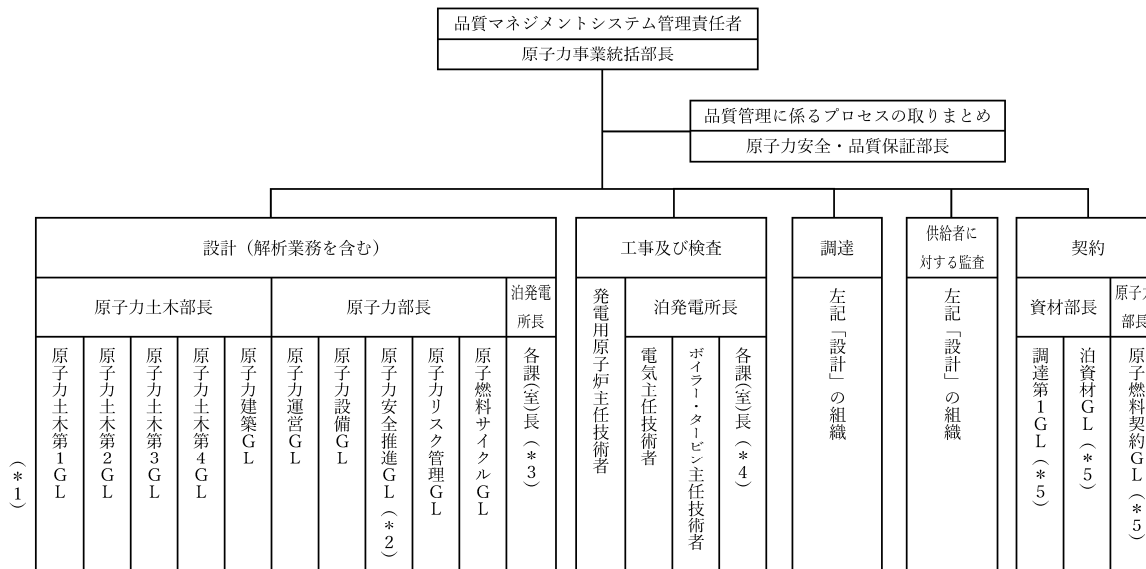 品質マネジメントシステム管理責任者
原子力事業統括部長
品質管理に係るプロセスの取りまとめ
原子力安全・品質保証部長
設計（解析業務を含む）
原子力土木部長
原子力部長
泊発電
所長
原子力土木第１ＧＬ
原子力土木第２ＧＬ
原子力土木第３ＧＬ
原子力土木第４ＧＬ
原子力建築ＧＬ
原子力運営ＧＬ
原子力設備ＧＬ
原子力安全推進ＧＬ（＊２）
原子力リスク管理ＧＬ
原子燃料サイクルＧＬ
各課(室)長（＊３）
（＊１）
工事及び検査
発電用原子炉主任技術者
泊発電所長
電気主任技術者
ボイラー・タービン主任技術者
各課(室)長（＊４）
調達
左記「設計」の組織
供給者に
対する監査
左記「設計」の組織
契約
資材部長
原子力
部長
調達第１ＧＬ（＊５）
泊資材ＧＬ（＊５）
原子燃料契約ＧＬ（＊５）